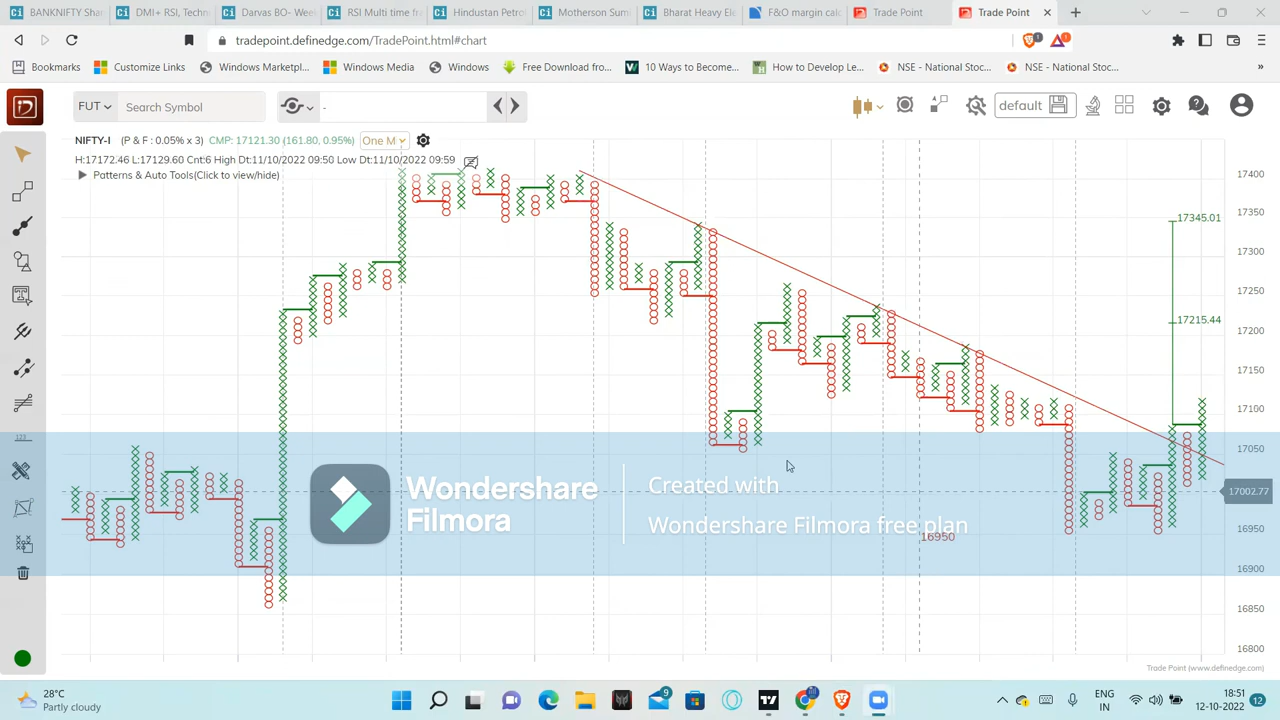 BANKNIFTY Shar
DMI+ RSI, Techn
Darvas BO- Week
RSI Multi time fra
Hindustan Petro
Motherson Sum
Bharat Heavy Ele
F&O margin calc
Trade Point
Trade Point
tradepoint.definedge.com/TradePoint.html#chart
Bookmarks
Customize Links
Windows Marketpl...
Windows Media
Windows
Free Download fro...
10 Ways to Become...
How to Develop Le...
NSE - National Stoc...
NSE - National Stoc...
»
FUT
Search Symbol
-
default
NIFTY-I (P & F : 0.05% x 3) CMP: 17121.30 (161.80, 0.95%) One M
H:17172.46 L:17129.60 Cnt:6 High Dt:11/10/2022 09:50 Low Dt:11/10/2022 09:59
Patterns & Auto Tools(Click to view/hide)
17400
17350
17300
17250
17200
17150
17100
17050
17002.77
16950
16900
16850
16800
17345.01
17215.44
16950
123
Wondershare
Filmora
Created with
Wondershare Filmora free plan
Trade Point (www.definedge.com)
28°C
Partly cloudy
9
ENG
IN
18:51
12-10-2022
12